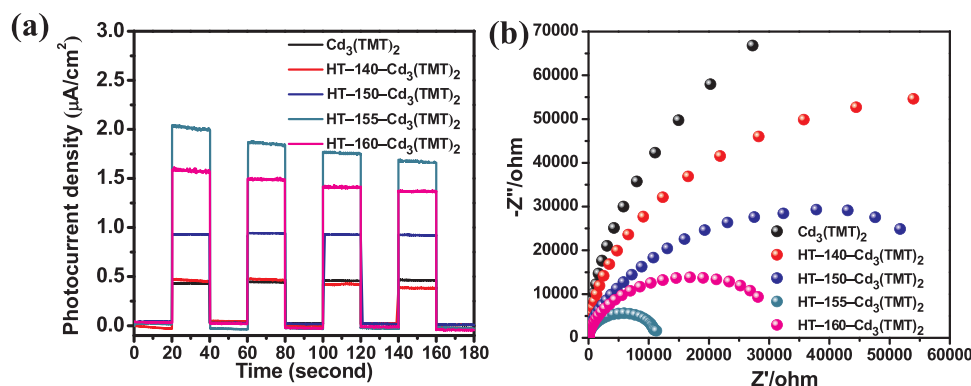 (a)
Photocurrent density (µA/cm²)
3.0
2.5
2.0
1.5
1.0
0.5
0.0
Cd₃(TMT)₂
HT–140–Cd₃(TMT)₂
HT–150–Cd₃(TMT)₂
HT–155–Cd₃(TMT)₂
HT–160–Cd₃(TMT)₂
0 20 40 60 80 100 120 140 160 180
Time (second)
(b)
-Z''/ohm
70000
60000
50000
40000
30000
20000
10000
0
Cd₃(TMT)₂
HT–140–Cd₃(TMT)₂
HT–150–Cd₃(TMT)₂
HT–155–Cd₃(TMT)₂
HT–160–Cd₃(TMT)₂
0 10000 20000 30000 40000 50000 60000
Z'/ohm